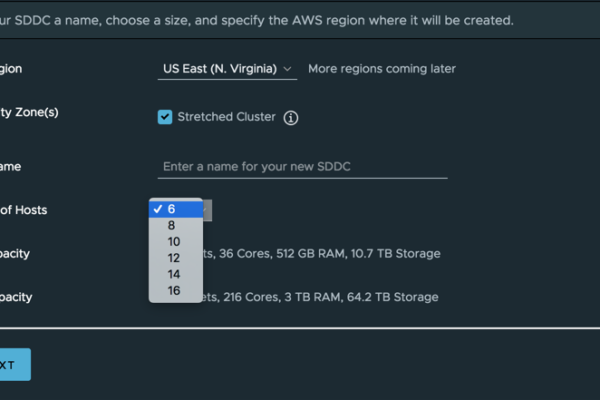 ur SDDC a name, choose a size, and specify the AWS region where it will be created.
gion US East (N. Virginia) More regions coming later
ty Zone(s) Stretched Cluster
ame Enter a name for your new SDDC
of Hosts 6
8
10
pacity ts, 36 Cores, 512 GB RAM, 10.7 TB Storage
12
14
16
pacity ets, 216 Cores, 3 TB RAM, 64.2 TB Storage
XT